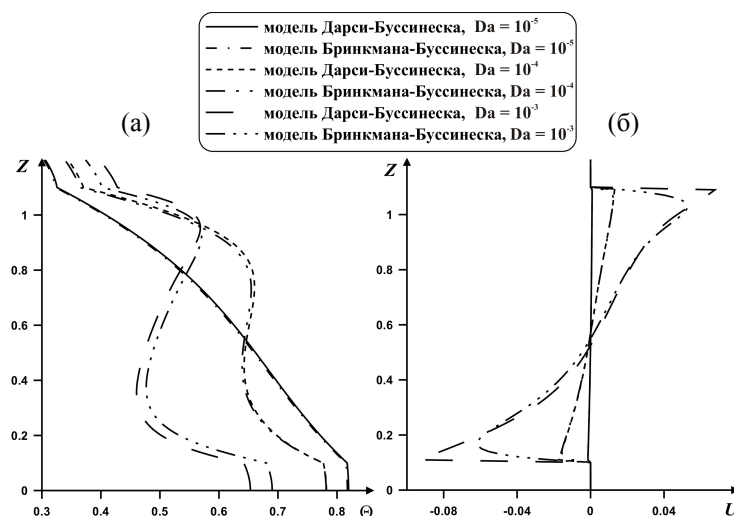 модель Дарси-Буссинеска, Da = 10⁻⁵
модель Бринкмана-Буссинеска, Da = 10⁻⁵
модель Дарси-Буссинеска, Da = 10⁻⁴
модель Бринкмана-Буссинеска, Da = 10⁻⁴
модель Дарси-Буссинеска, Da = 10⁻³
модель Бринкмана-Буссинеска, Da = 10⁻³
(а) (б)
Z Z
1 1
0.8 0.8
0.6 0.6
0.4 0.4
0.2 0.2
0 0
0.3 0.4 0.5 0.6 0.7 0.8 Θ -0.08 -0.04 0 0.04 U